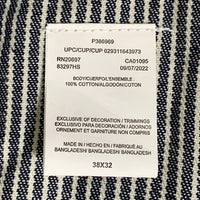 P386969
UPC/CUP/CUP 029311643973
RN20697 CA01095
83297HS 09/07/2022
BODY/CUERPO/ENSEMBLE:
100% COTTON/ALGODÓN/COTON
EXCLUSIVE OF DECORATION / TRIMMINGS
EXCLUSIVO DE DECORACIÓN / ADORNOS
ORNEMENT OU GARNITURE NON COMPRIS
MADE IN / HECHO EN / FABRIQUÉ AU
BANGLADESH/ BANGLADESH/ BANGLADESH
38X32